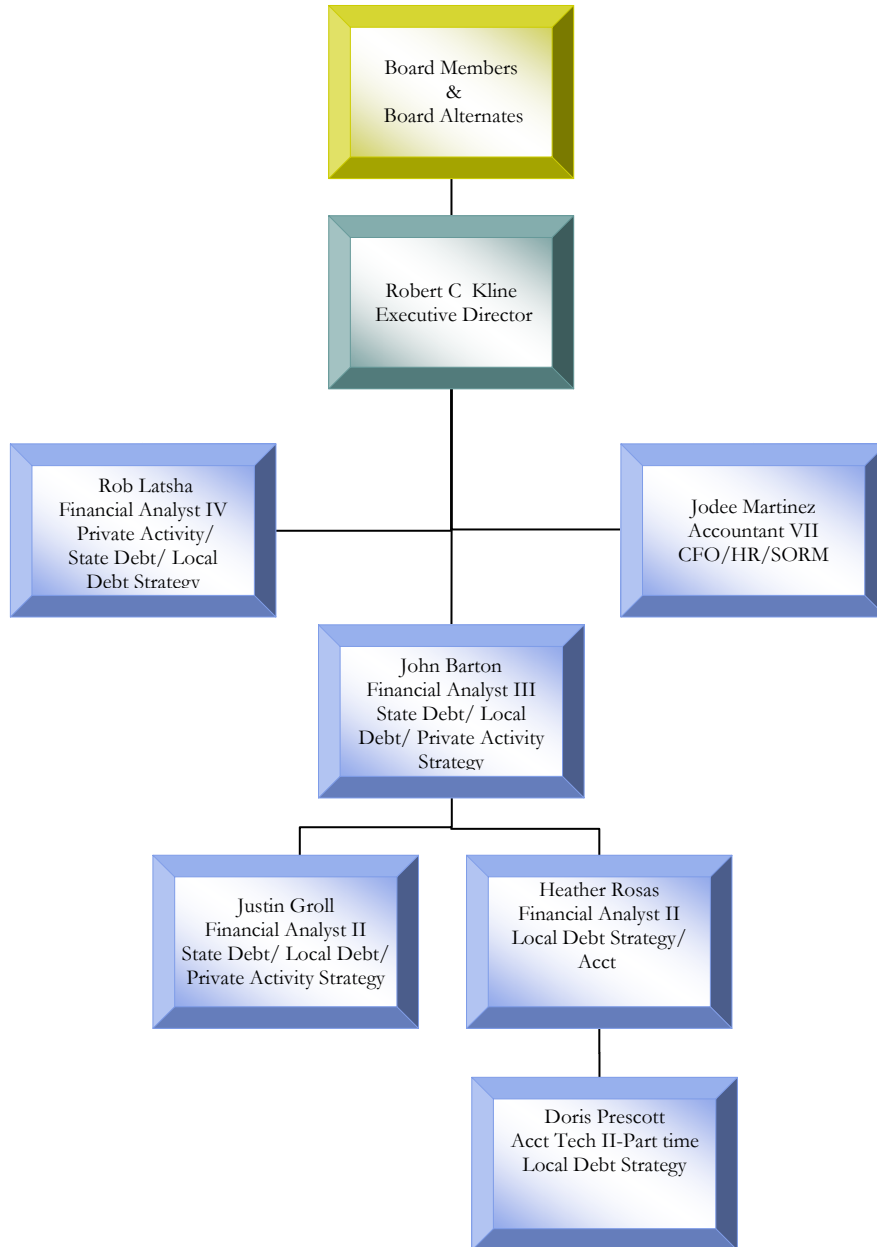 Board Members
&
Board Alternates
Robert C Kline
Executive Director
Rob Latsha
Financial Analyst IV
Private Activity/
State Debt/ Local
Debt Strategy
Jodee Martinez
Accountant VII
CFO/HR/SORM
John Barton
Financial Analyst III
State Debt/ Local
Debt/ Private Activity
Strategy
Justin Groll
Financial Analyst II
State Debt/ Local Debt/
Private Activity Strategy
Heather Rosas
Financial Analyst II
Local Debt Strategy/
Acct
Doris Prescott
Acct Tech II-Part time
Local Debt Strategy